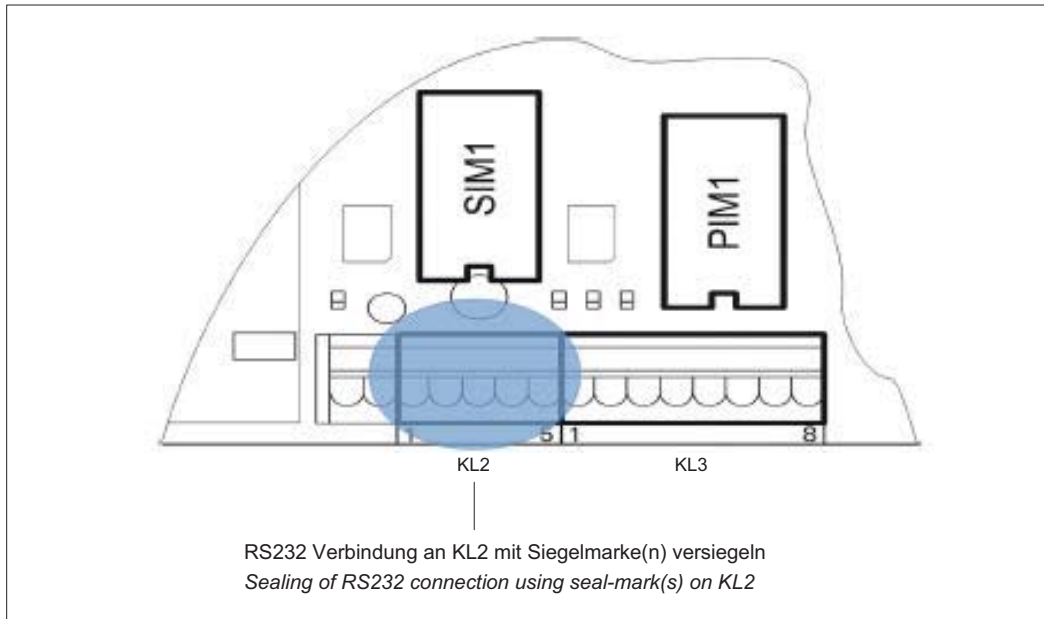 SIM1
PIM1
1 5 1 8
KL2 KL3
RS232 Verbindung an KL2 mit Siegelmarke(n) versiegeln
Sealing of RS232 connection using seal-mark(s) on KL2